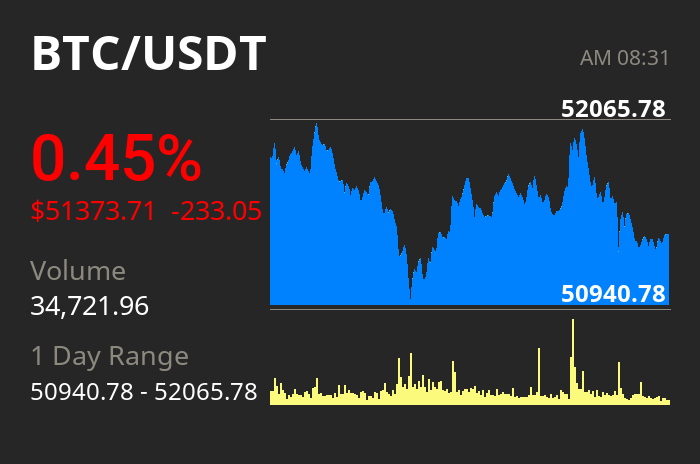 BTC/USDT
AM 08:31
52065.78
0.45%
$51373.71 -233.05
Volume
34,721.96
50940.78
1 Day Range
50940.78 - 52065.78